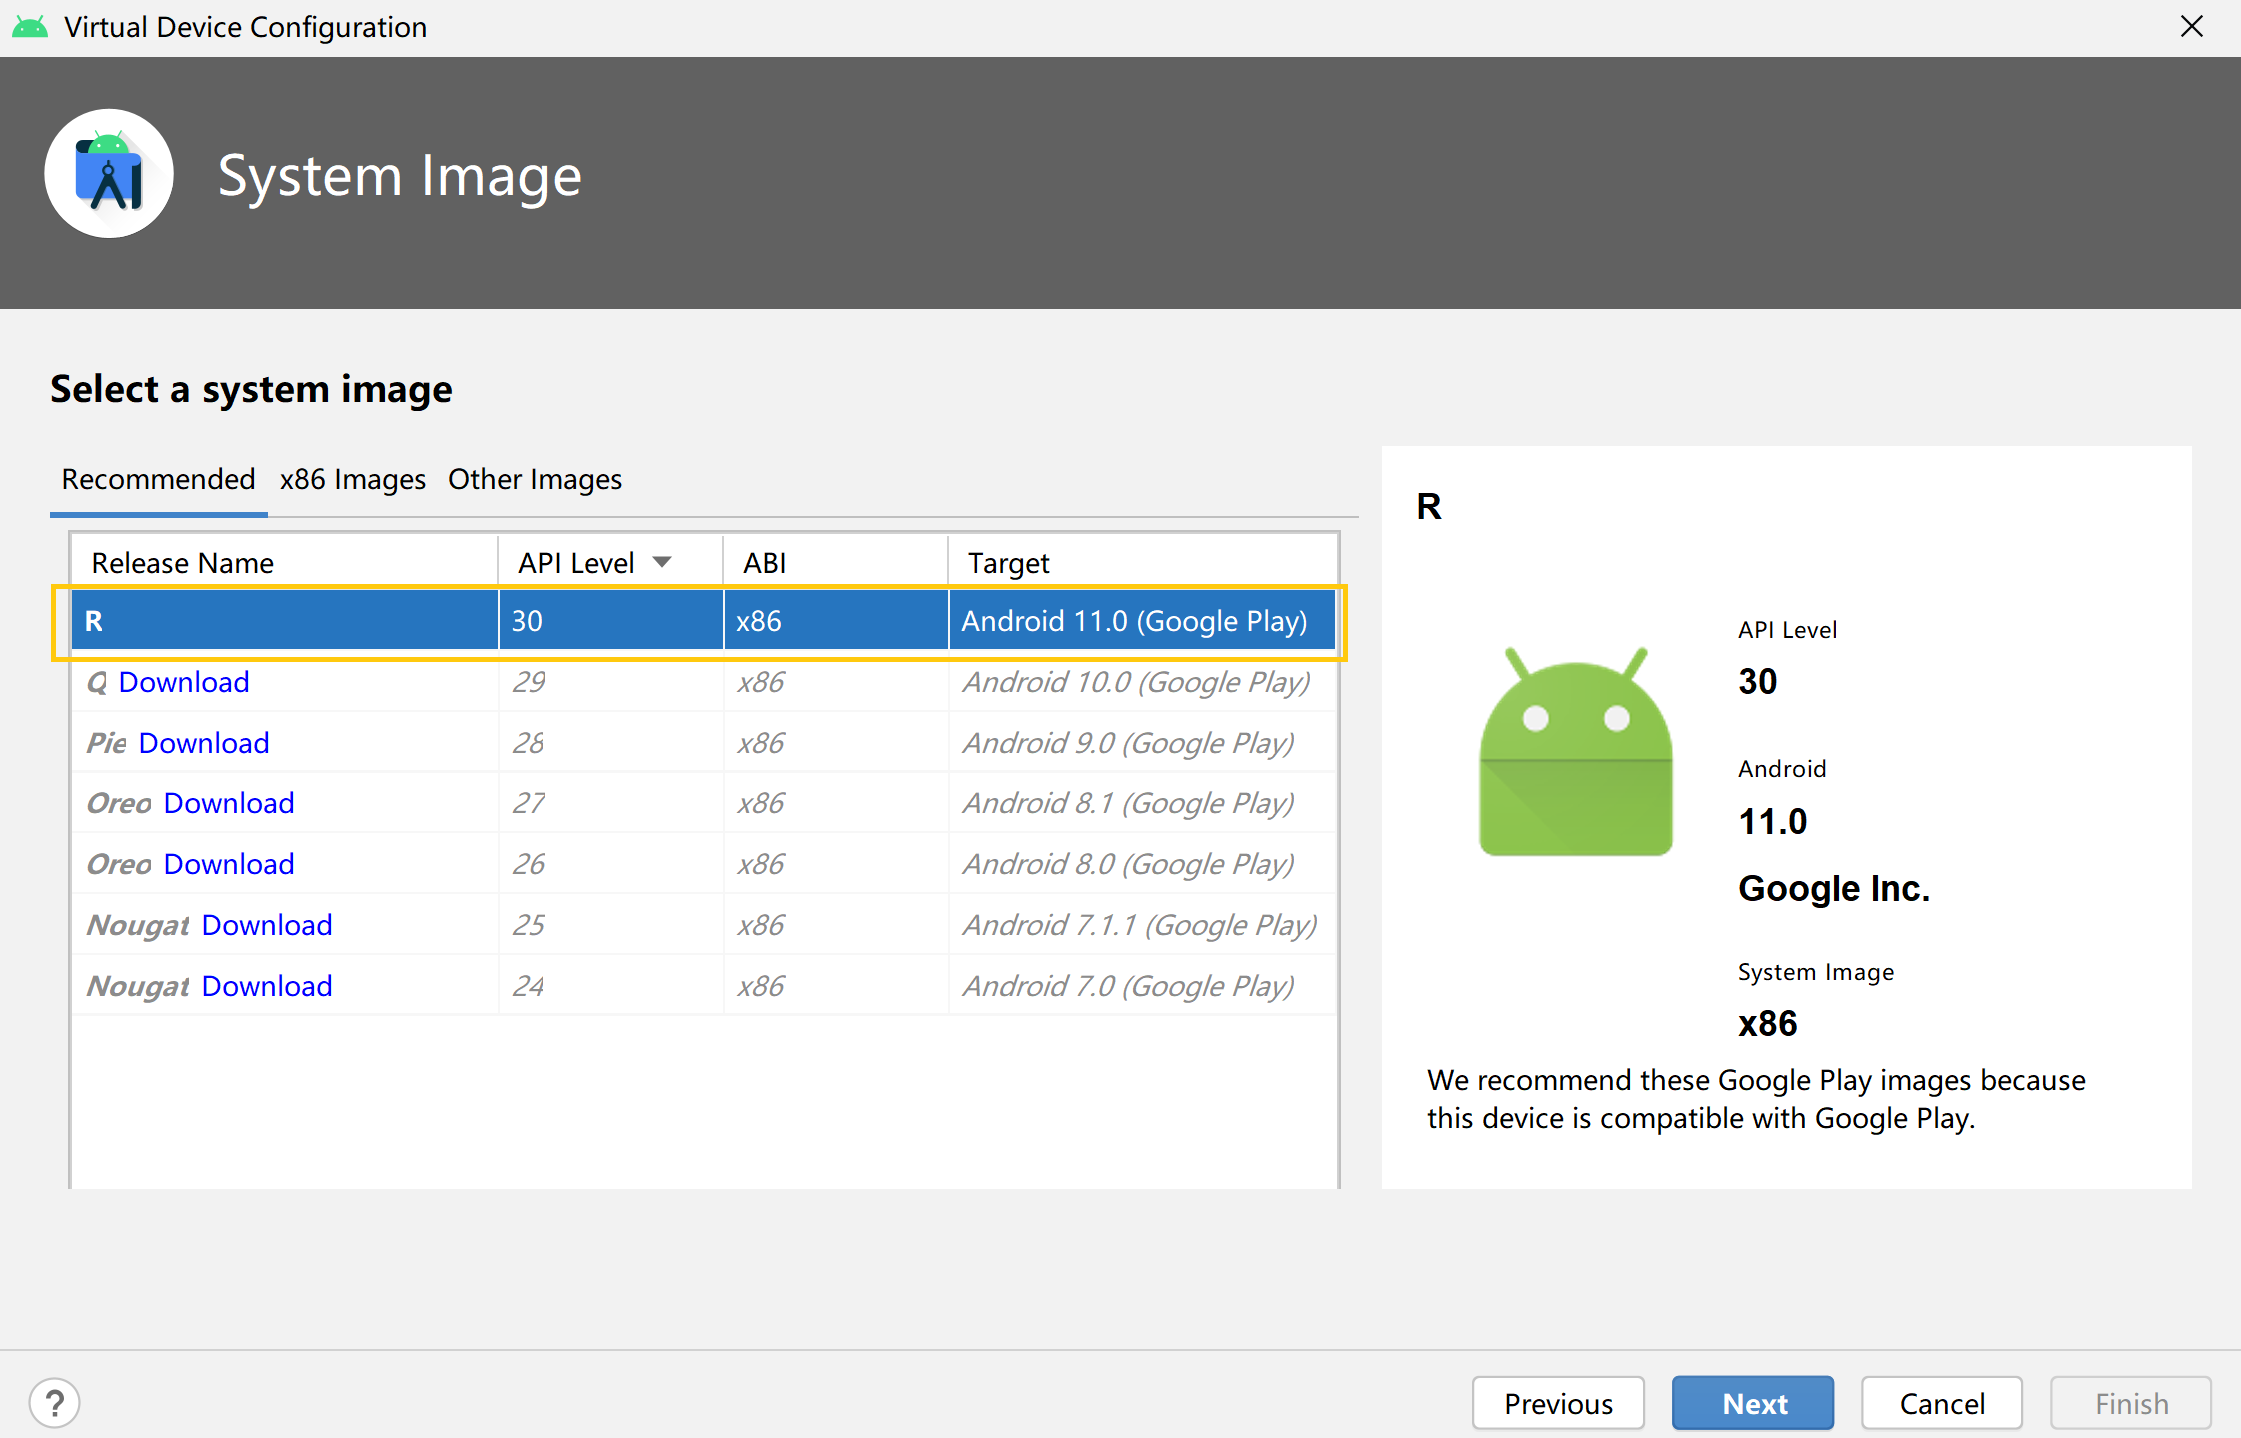 Virtual Device Configuration
System Image
Select a system image
Recommended x86 Images Other Images
Release Name API Level ABI Target
R 30 x86 Android 11.0 (Google Play)
Q Download 29 x86 Android 10.0 (Google Play)
Pie Download 28 x86 Android 9.0 (Google Play)
Oreo Download 27 x86 Android 8.1 (Google Play)
Oreo Download 26 x86 Android 8.0 (Google Play)
Nougat Download 25 x86 Android 7.1.1 (Google Play)
Nougat Download 24 x86 Android 7.0 (Google Play)
R
API Level
30
Android
11.0
Google Inc.
System Image
x86
We recommend these Google Play images because
this device is compatible with Google Play.
? Previous Next Cancel Finish